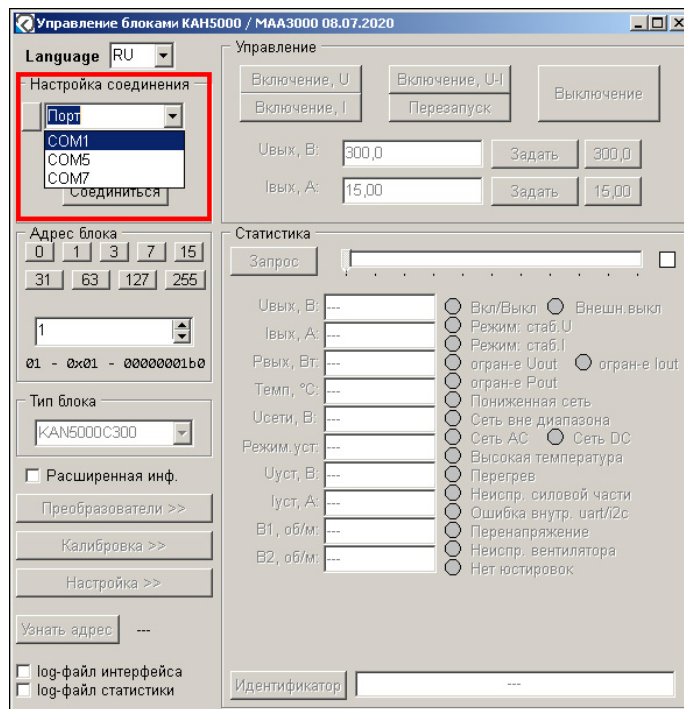 Управление блоками КАН5000 / МАА3000 08.07.2020
Language RU
Настройка соединения
Порт
COM1
COM5
COM7
Соединиться
Адрес блока
0 1 3 7 15
31 63 127 255
1
01 - 0x01 - 00000001b0
Тип блока
KAN5000C300
Расширенная инф.
Преобразователи >>
Калибровка >>
Настройка >>
Узнать адрес ---
log-файл интерфейса
log-файл статистики
Управление
Включение, U Включение, U-I Выключение
Включение, I Перезапуск
Uвых, В: 300,0 Задать 300,0
Iвых, А: 15,00 Задать 15,00
Статистика
Запрос
Uвых, В: ---
Iвых, А: ---
Pвых, Вт: ---
Темп, °C: ---
Uсети, В: ---
Режим.уст: ---
Uуст, В: ---
Iуст, А: ---
В1, об/м: ---
В2, об/м: ---
Вкл/Выкл Внешн.выкл
Режим: стаб.U
Режим: стаб.I
огран-е Uout огран-е Iout
огран-е Pout
Пониженная сеть
Сеть вне диапазона
Сеть AC Сеть DC
Высокая температура
Перегрев
Неиспр. силовой части
Ошибка внутр. uart/i2c
Перенапряжение
Неиспр. вентилятора
Нет юстировок
Идентификатор ---